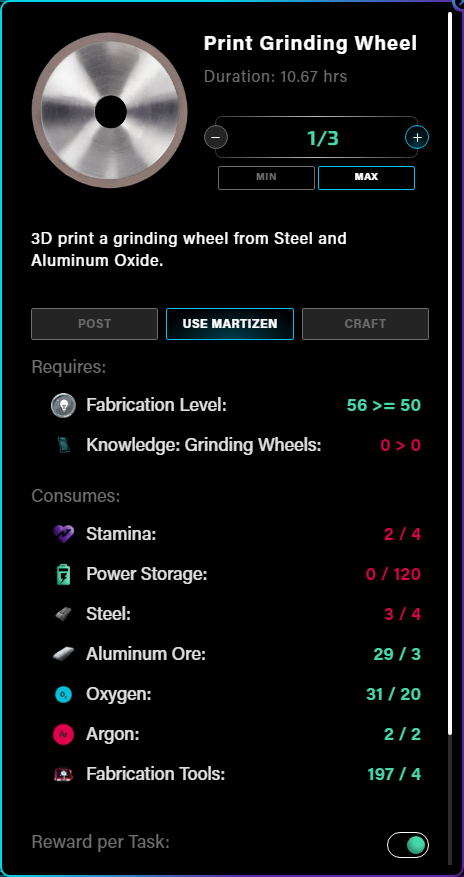 Print Grinding Wheel
Duration: 10.67 hrs
1/3
MIN MAX
3D print a grinding wheel from Steel and
Aluminum Oxide.
POST USE MARTIZEN CRAFT
Requires:
Fabrication Level: 56 >= 50
Knowledge: Grinding Wheels: 0 > 0
Consumes:
Stamina: 2 / 4
Power Storage: 0 / 120
Steel: 3 / 4
Aluminum Ore: 29 / 3
O₂ Oxygen: 31 / 20
Ar Argon: 2 / 2
Fabrication Tools: 197 / 4
Reward per Task: